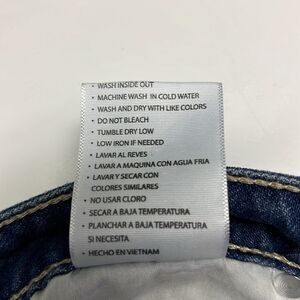 • WASH INSIDE OUT
• MACHINE WASH IN COLD WATER
• WASH AND DRY WITH LIKE COLORS
• DO NOT BLEACH
• TUMBLE DRY LOW
• LOW IRON IF NEEDED
• LAVAR AL REVES
• LAVAR A MAQUINA CON AGUA FRIA
• LAVAR Y SECAR CON
COLORES SIMILARES
• NO USAR CLORO
• SECAR A BAJA TEMPERATURA
• PLANCHAR A BAJA TEMPERATURA
SI NECESITA
• HECHO EN VIETNAM